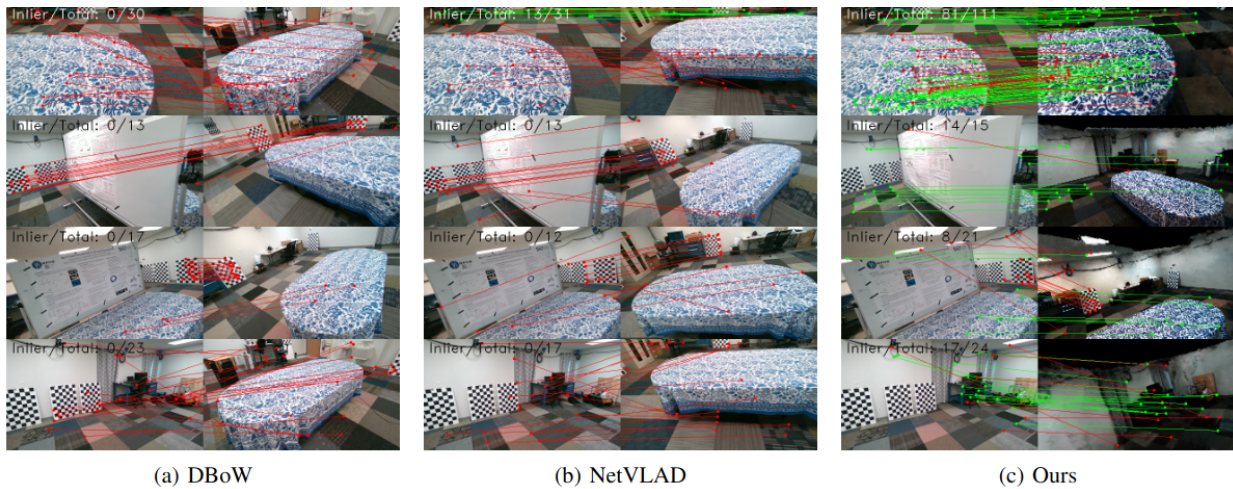 Inlier/Total: 0/30
Inlier/Total: 13/31
Inlier/Total: 81/111
Inlier/Total: 0/13
Inlier/Total: 0/13
Inlier/Total: 14/15
Inlier/Total: 0/17
Inlier/Total: 0/12
Inlier/Total: 8/21
Inlier/Total: 0/23
Inlier/Total: 0/17
Inlier/Total: 17/24
(a) DBoW
(b) NetVLAD
(c) Ours